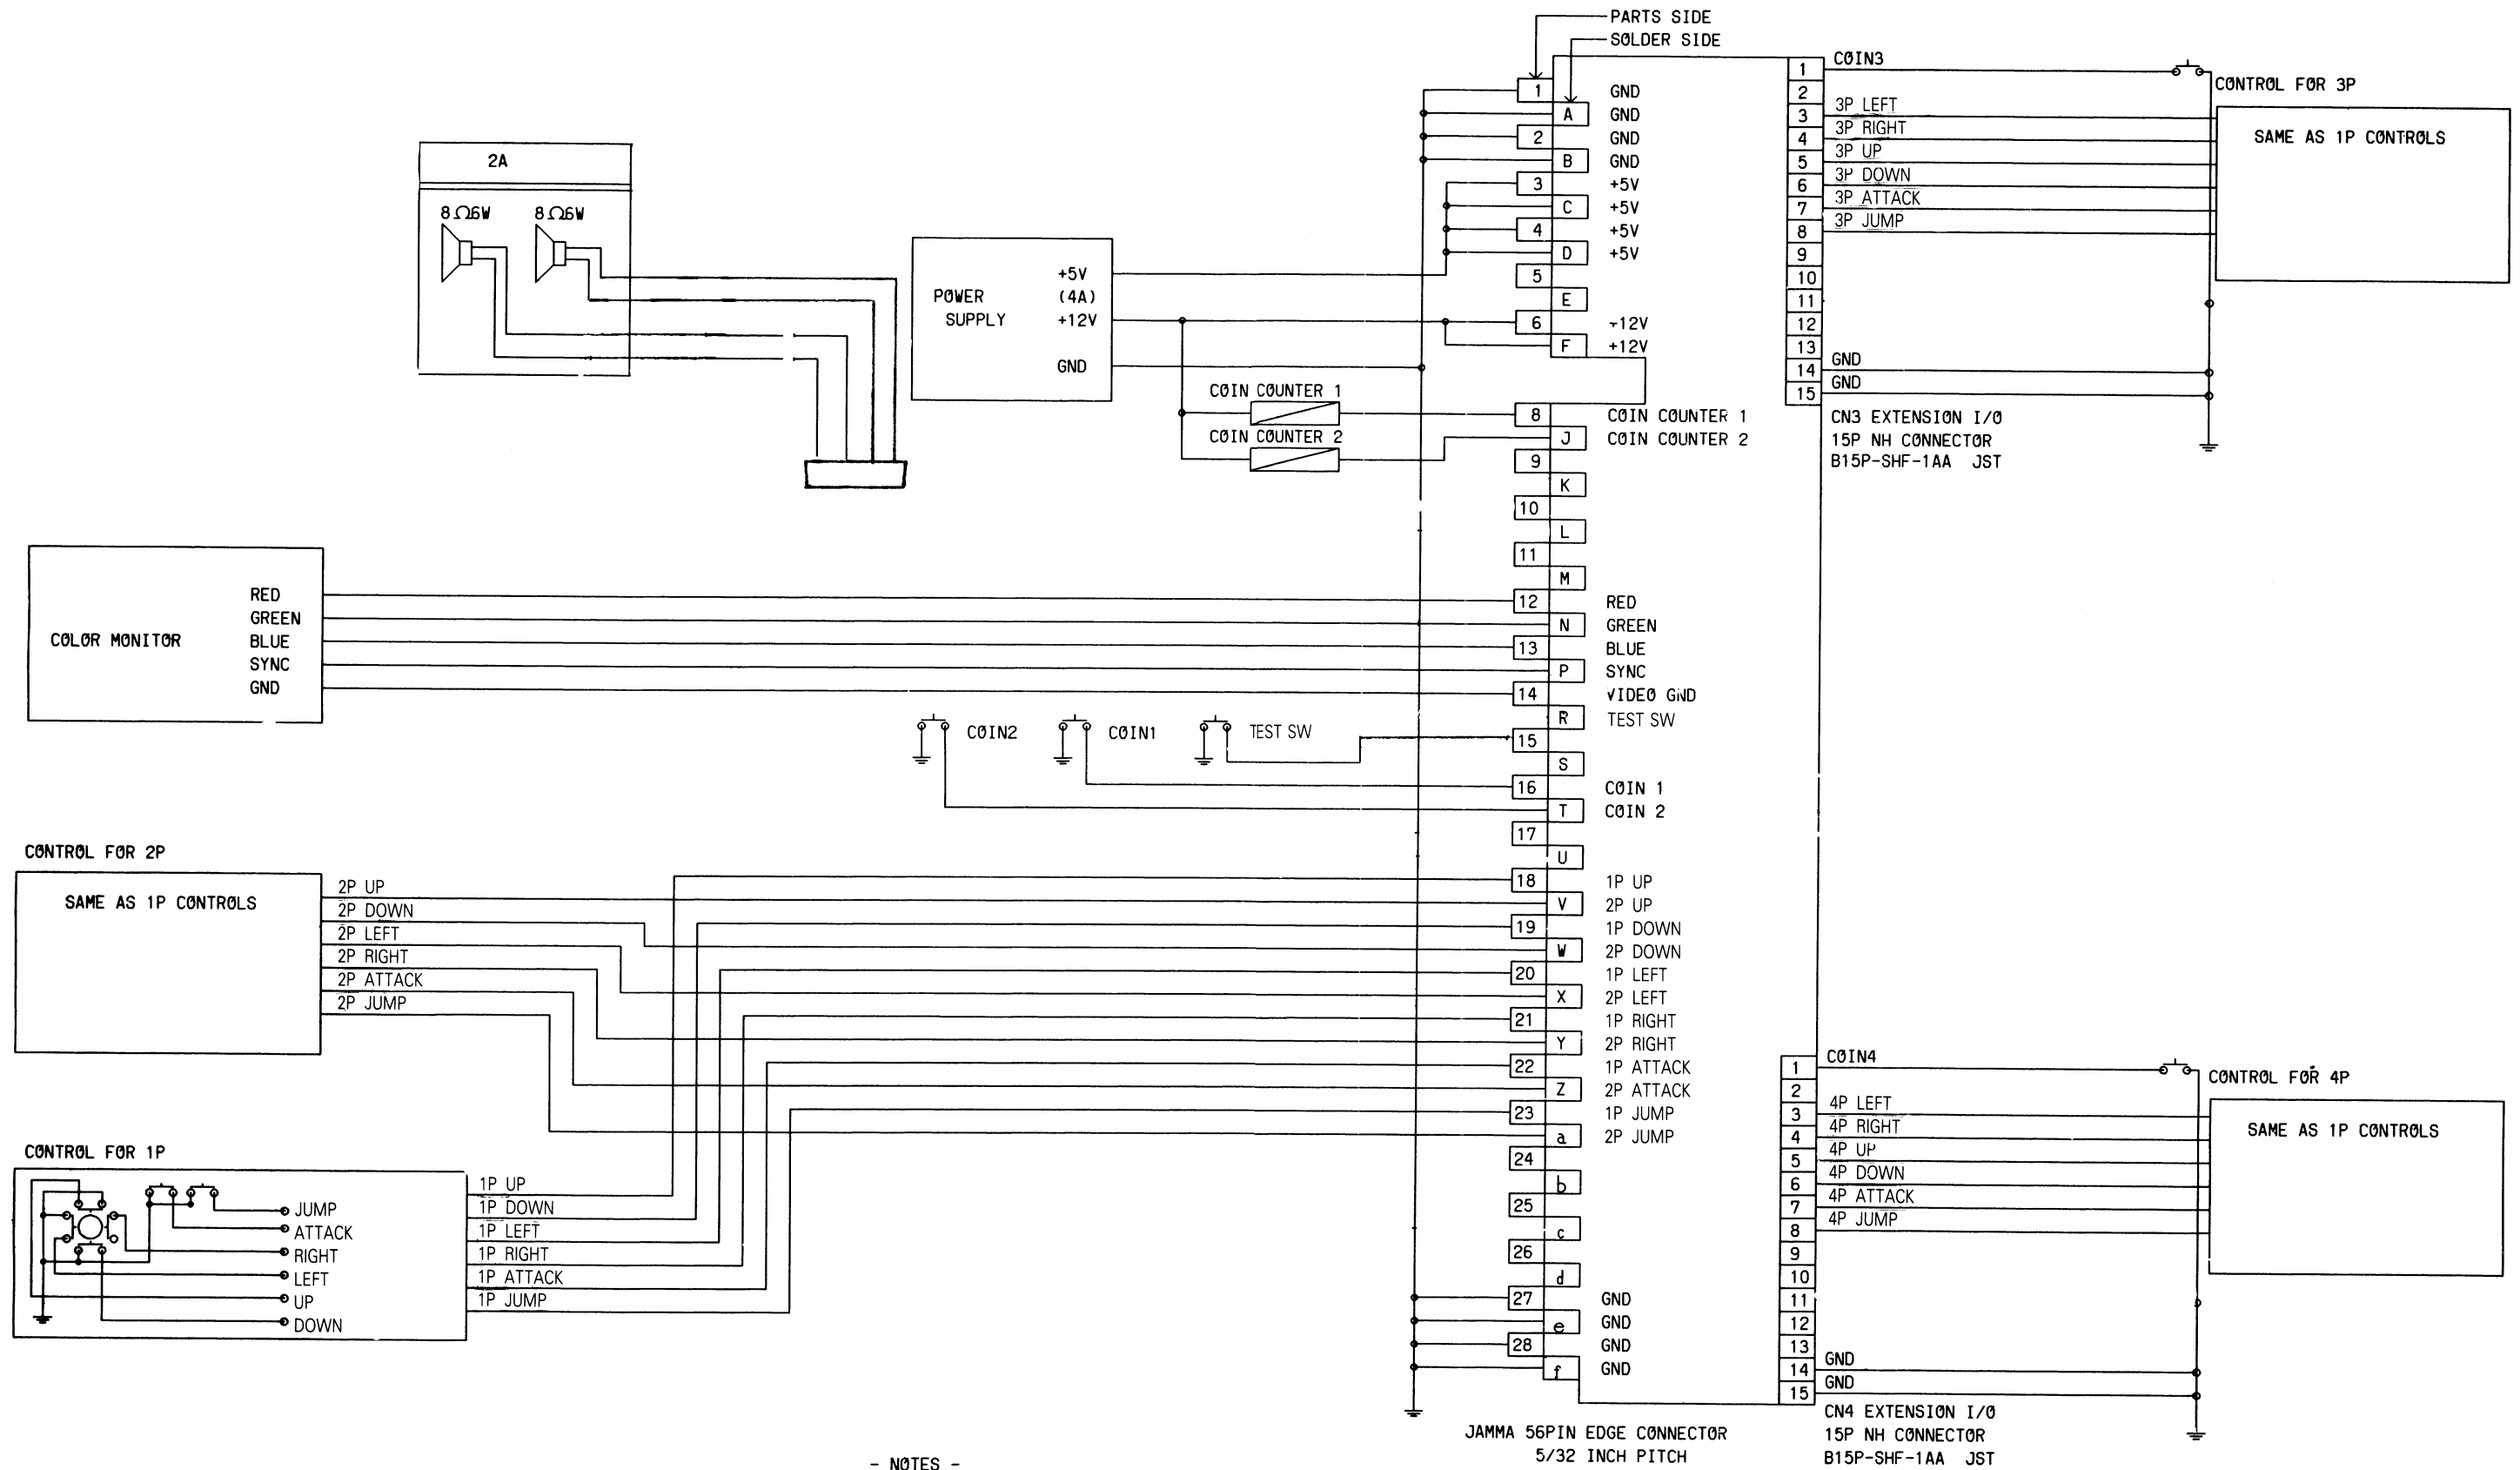 PARTS SIDE
SOLDER SIDE
2A
8Ω6W 8Ω6W
POWER SUPPLY
+5V
(4A)
+12V
GND
COIN COUNTER 1
COIN COUNTER 2
COLOR MONITOR
RED
GREEN
BLUE
SYNC
GND
COIN2
COIN1
TEST SW
CONTROL FOR 2P
SAME AS 1P CONTROLS
2P UP
2P DOWN
2P LEFT
2P RIGHT
2P ATTACK
2P JUMP
CONTROL FOR 1P
JUMP
ATTACK
RIGHT
LEFT
UP
DOWN
1P UP
1P DOWN
1P LEFT
1P RIGHT
1P ATTACK
1P JUMP
1 GND
A GND
2 GND
B GND
3 +5V
C +5V
4 +5V
D +5V
5
E
6 +12V
F +12V
8 COIN COUNTER 1
J COIN COUNTER 2
9
K
10
L
11
M
12 RED
N GREEN
13 BLUE
P SYNC
14 VIDEO GND
R TEST SW
15
S
16 COIN 1
T COIN 2
17
U
18 1P UP
V 2P UP
19 1P DOWN
W 2P DOWN
20 1P LEFT
X 2P LEFT
21 1P RIGHT
Y 2P RIGHT
22 1P ATTACK
Z 2P ATTACK
23 1P JUMP
a 2P JUMP
24
b
25
c
26
d
27 GND
e GND
28 GND
f GND
JAMMA 56PIN EDGE CONNECTOR
5/32 INCH PITCH
1 COIN3
2
3 3P LEFT
4 3P RIGHT
5 3P UP
6 3P DOWN
7 3P ATTACK
8 3P JUMP
9
10
11
12
13
14 GND
15 GND
CN3 EXTENSION I/O
15P NH CONNECTOR
B15P-SHF-1AA JST
CONTROL FOR 3P
SAME AS 1P CONTROLS
1 COIN4
2
3 4P LEFT
4 4P RIGHT
5 4P UP
6 4P DOWN
7 4P ATTACK
8 4P JUMP
9
10
11
12
13
14 GND
15 GND
CN4 EXTENSION I/O
15P NH CONNECTOR
B15P-SHF-1AA JST
CONTROL FOR 4P
SAME AS 1P CONTROLS
- NOTES -